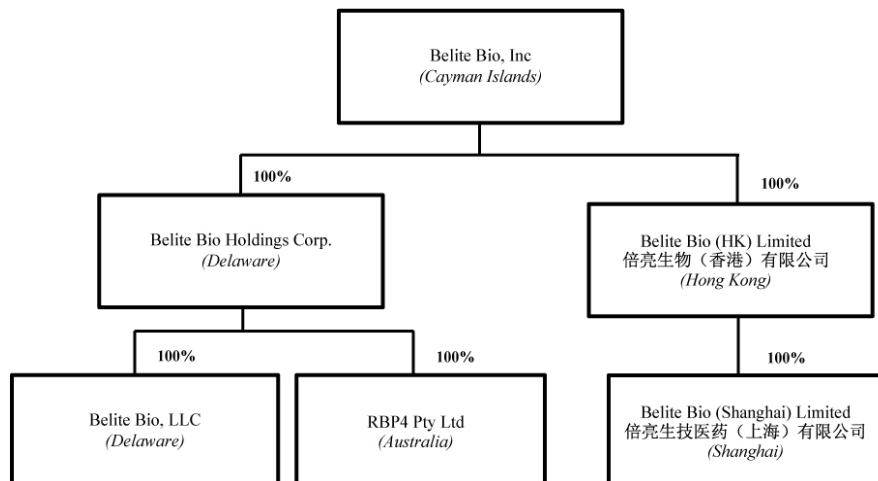 Belite Bio, Inc
(Cayman Islands)
100%
100%
Belite Bio Holdings Corp.
(Delaware)
Belite Bio (HK) Limited
倍亮生物（香港）有限公司
(Hong Kong)
100%
100%
100%
Belite Bio, LLC
(Delaware)
RBP4 Pty Ltd
(Australia)
Belite Bio (Shanghai) Limited
倍亮生技医药（上海）有限公司
(Shanghai)